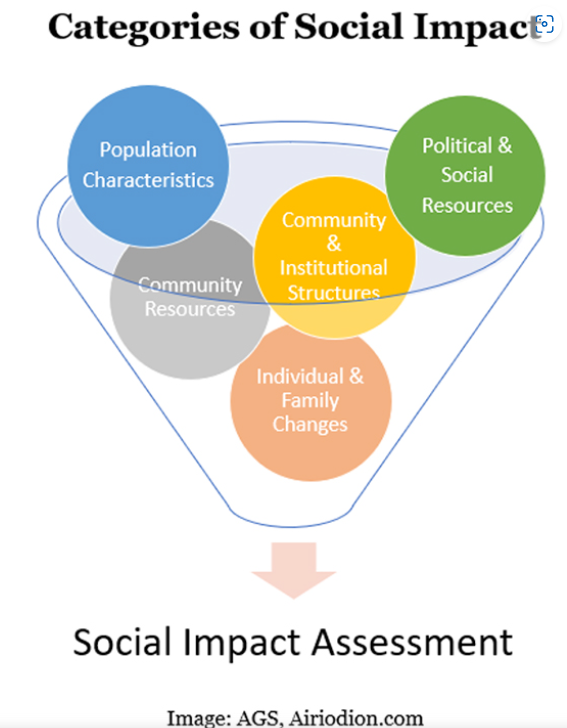 Categories of Social Impact
Population
Characteristics
Political &
Social
Resources
Community
&
Institutional
Structures
Community
Resources
Individual &
Family
Changes
Social Impact Assessment
Image: AGS, Airiodion.com